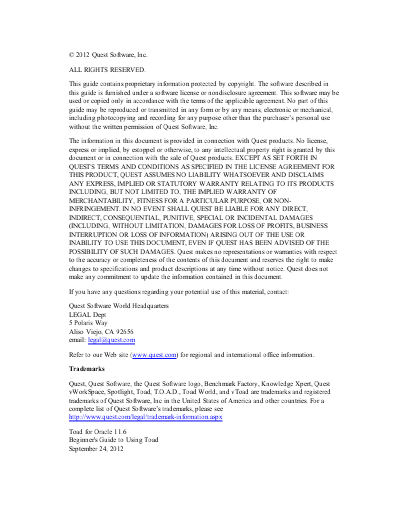 © 2012 Quest Software, Inc.
ALL RIGHTS RESERVED.
This guide contains proprietary information protected by copyright. The software described in
this guide is furnished under a software license or nondisclosure agreement. This software may be
used or copied only in accordance with the terms of the applicable agreement. No part of this
guide may be reproduced or transmitted in any form or by any means, electronic or mechanical,
including photocopying and recording for any purpose other than the purchaser's personal use
without the written permission of Quest Software, Inc.
The information in this document is provided in connection with Quest products. No license,
express or implied, by estoppel or otherwise, to any intellectual property right is granted by this
document or in connection with the sale of Quest products. EXCEPT AS SET FORTH IN
QUEST'S TERMS AND CONDITIONS AS SPECIFIED IN THE LICENSE AGREEMENT FOR
THIS PRODUCT, QUEST ASSUMES NO LIABILITY WHATSOEVER AND DISCLAIMS
ANY EXPRESS, IMPLIED OR STATUTORY WARRANTY RELATING TO ITS PRODUCTS
INCLUDING, BUT NOT LIMITED TO, THE IMPLIED WARRANTY OF
MERCHANTABILITY, FITNESS FOR A PARTICULAR PURPOSE, OR NON-
INFRINGEMENT. IN NO EVENT SHALL QUEST BE LIABLE FOR ANY DIRECT,
INDIRECT, CONSEQUENTIAL, PUNITIVE, SPECIAL OR INCIDENTAL DAMAGES
(INCLUDING, WITHOUT LIMITATION, DAMAGES FOR LOSS OF PROFITS, BUSINESS
INTERRUPTION OR LOSS OF INFORMATION) ARISING OUT OF THE USE OR
INABILITY TO USE THIS DOCUMENT, EVEN IF QUEST HAS BEEN ADVISED OF THE
POSSIBILITY OF SUCH DAMAGES. Quest makes no representations or warranties with respect
to the accuracy or completeness of the contents of this document and reserves the right to make
changes to specifications and product descriptions at any time without notice. Quest does not
make any commitment to update the information contained in this document.
If you have any questions regarding your potential use of this material, contact:
Quest Software World Headquarters
LEGAL Dept
5 Polaris Way
Aliso Viejo, CA 92656
email: legal@quest.com
Refer to our Web site (www.quest.com) for regional and international office information.
Trademarks
Quest, Quest Software, the Quest Software logo, Benchmark Factory, Knowledge Xpert, Quest
vWorkSpace, Spotlight, Toad, T.O.A.D., Toad World, and vToad are trademarks and registered
trademarks of Quest Software, Inc in the United States of America and other countries. For a
complete list of Quest Software's trademarks, please see
http://www.quest.com/legal/trademark-information.aspx
Toad for Oracle 11.6
Beginner's Guide to Using Toad
September 24, 2012